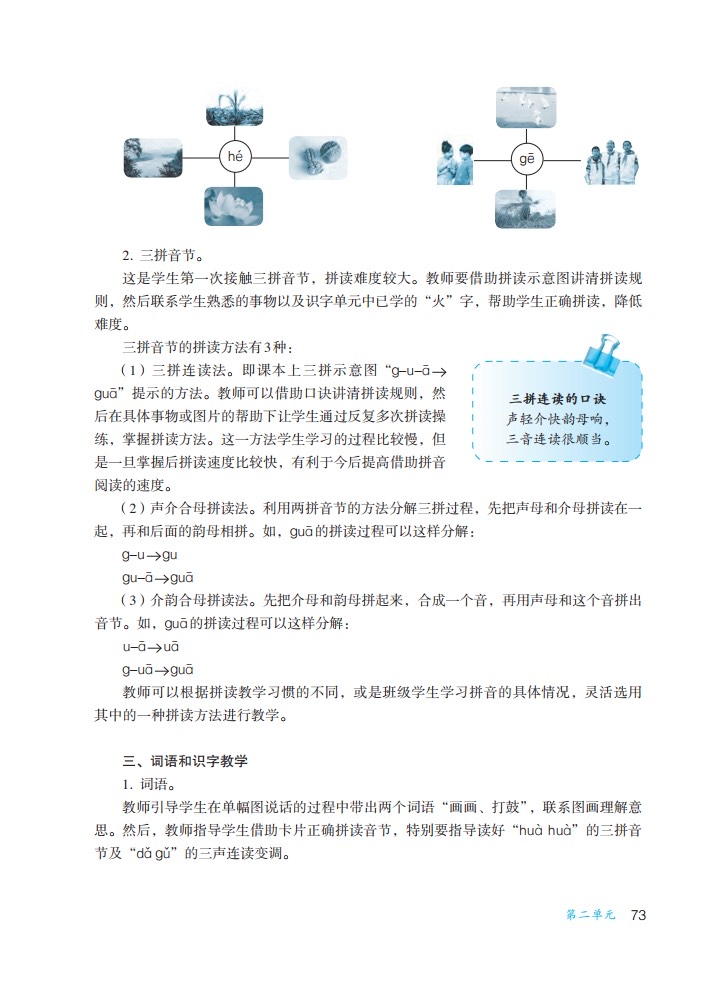 hé
gē
2. 三拼音节。
这是学生第一次接触三拼音节，拼读难度较大。教师要借助拼读示意图讲清拼读规
则，然后联系学生熟悉的事物以及识字单元中已学的“火”字，帮助学生正确拼读，降低
难度。
三拼音节的拼读方法有3种：
（1）三拼连读法。即课本上三拼示意图“g–u–ā→
guā”提示的方法。教师可以借助口诀讲清拼读规则，然
后在具体事物或图片的帮助下让学生通过反复多次拼读操
练，掌握拼读方法。这一方法学生学习的过程比较慢，但
是一旦掌握后拼读速度比较快，有利于今后提高借助拼音
阅读的速度。
三拼连读的口诀
声轻介快韵母响，
三音连读很顺当。
（2）声介合母拼读法。利用两拼音节的方法分解三拼过程，先把声母和介母拼读在一
起，再和后面的韵母相拼。如，guā的拼读过程可以这样分解：
g–u→gu
gu–ā→guā
（3）介韵合母拼读法。先把介母和韵母拼起来，合成一个音，再用声母和这个音拼出
音节。如，guā的拼读过程可以这样分解：
u–ā→uā
g–uā→guā
教师可以根据拼读教学习惯的不同，或是班级学生学习拼音的具体情况，灵活选用
其中的一种拼读方法进行教学。
三、词语和识字教学
1. 词语。
教师引导学生在单幅图说话的过程中带出两个词语“画画、打鼓”，联系图画理解意
思。然后，教师指导学生借助卡片正确拼读音节，特别要指导读好“huà huà”的三拼音
节及“dǎ gǔ”的三声连读变调。
第二单元 73